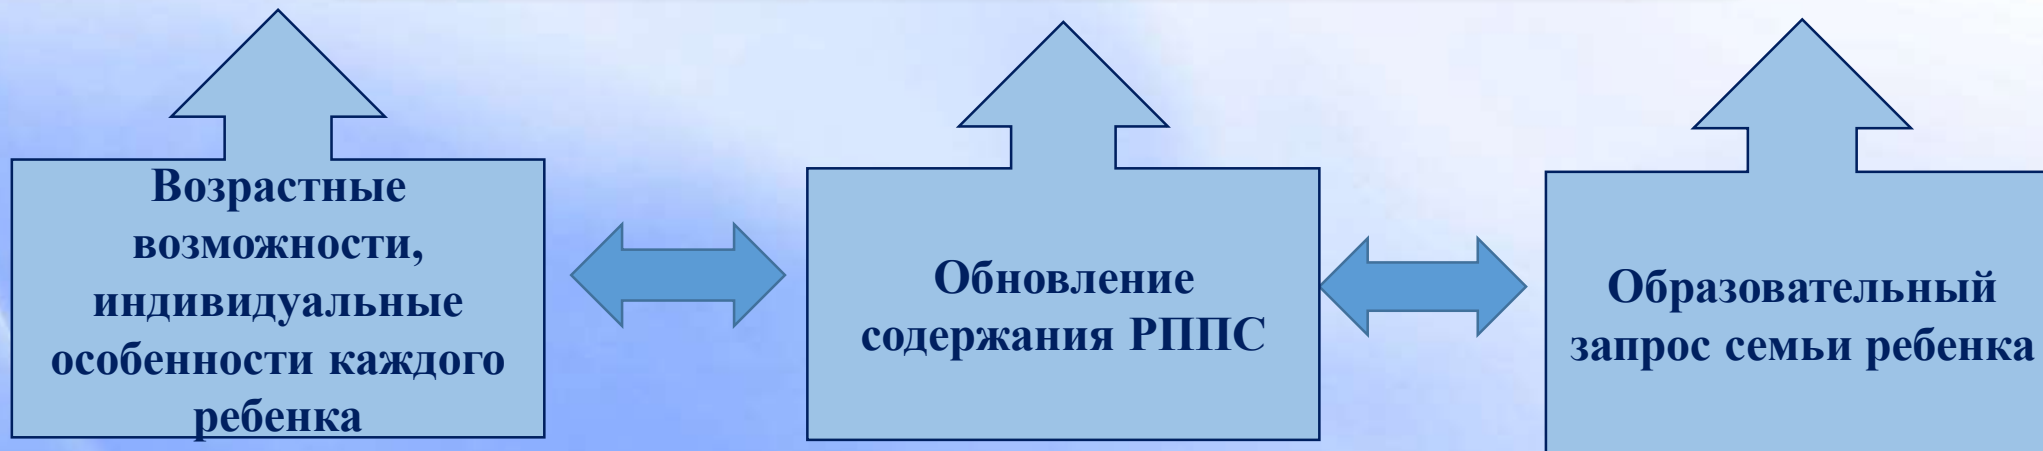 Возрастные
возможности,
индивидуальные
особенности каждого
ребенка
Обновление
содержания РППС
Образовательный
запрос семьи ребенка